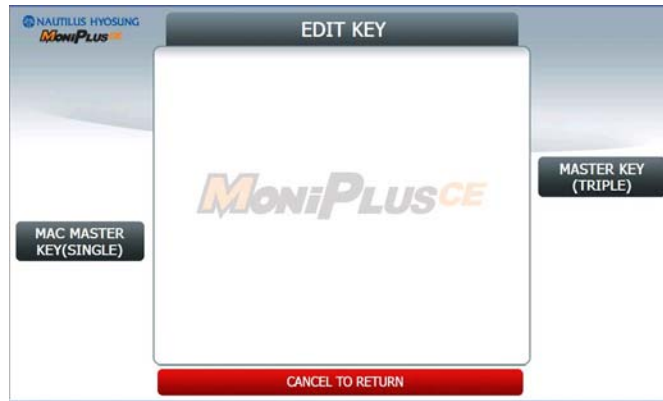 NAUTILUS HYOSUNG
MoniPlusCE
EDIT KEY
MoniPlusCE
MASTER KEY
(TRIPLE)
MAC MASTER
KEY(SINGLE)
CANCEL TO RETURN